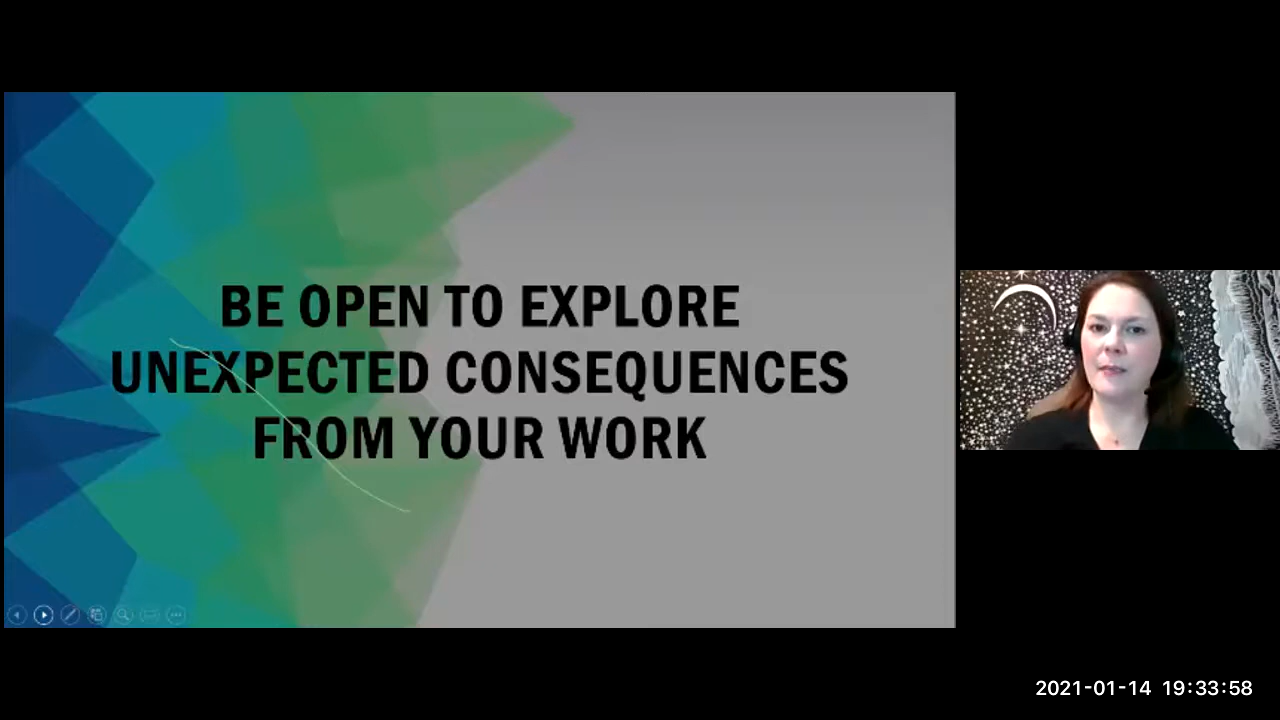 BE OPEN TO EXPLORE
UNEXPECTED CONSEQUENCES
FROM YOUR WORK
2021-01-14 19:33:58